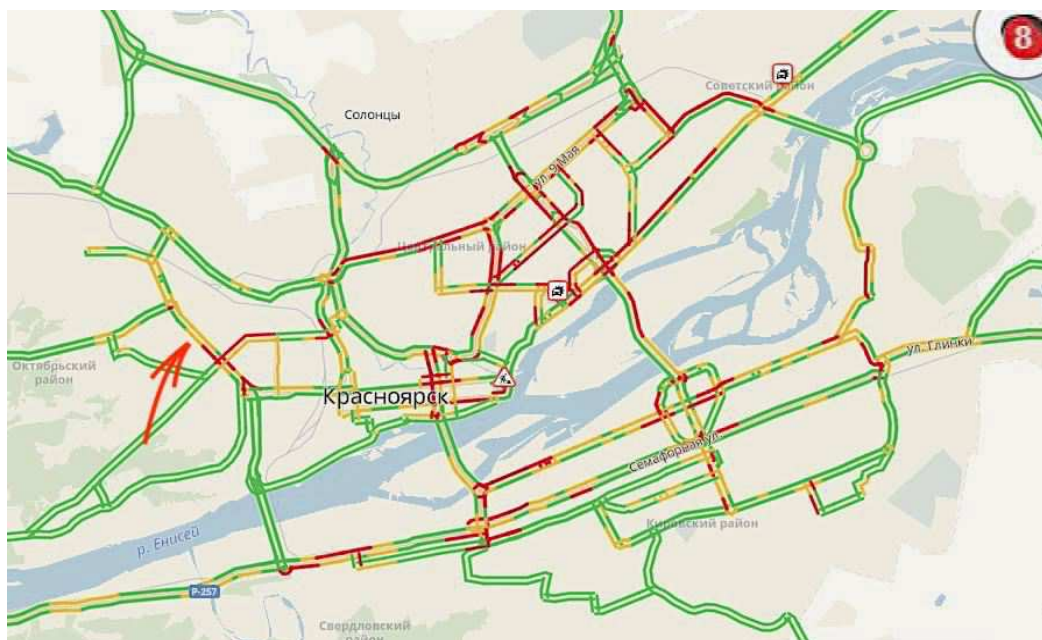 8
Советский район
Солонцы
ул. 9 Мая
Центральный район
ул. Глинки
Октябрьский
район
Красноярск
Семафорная ул.
Кировский район
р. Енисей
Р-257
Свердловский
район